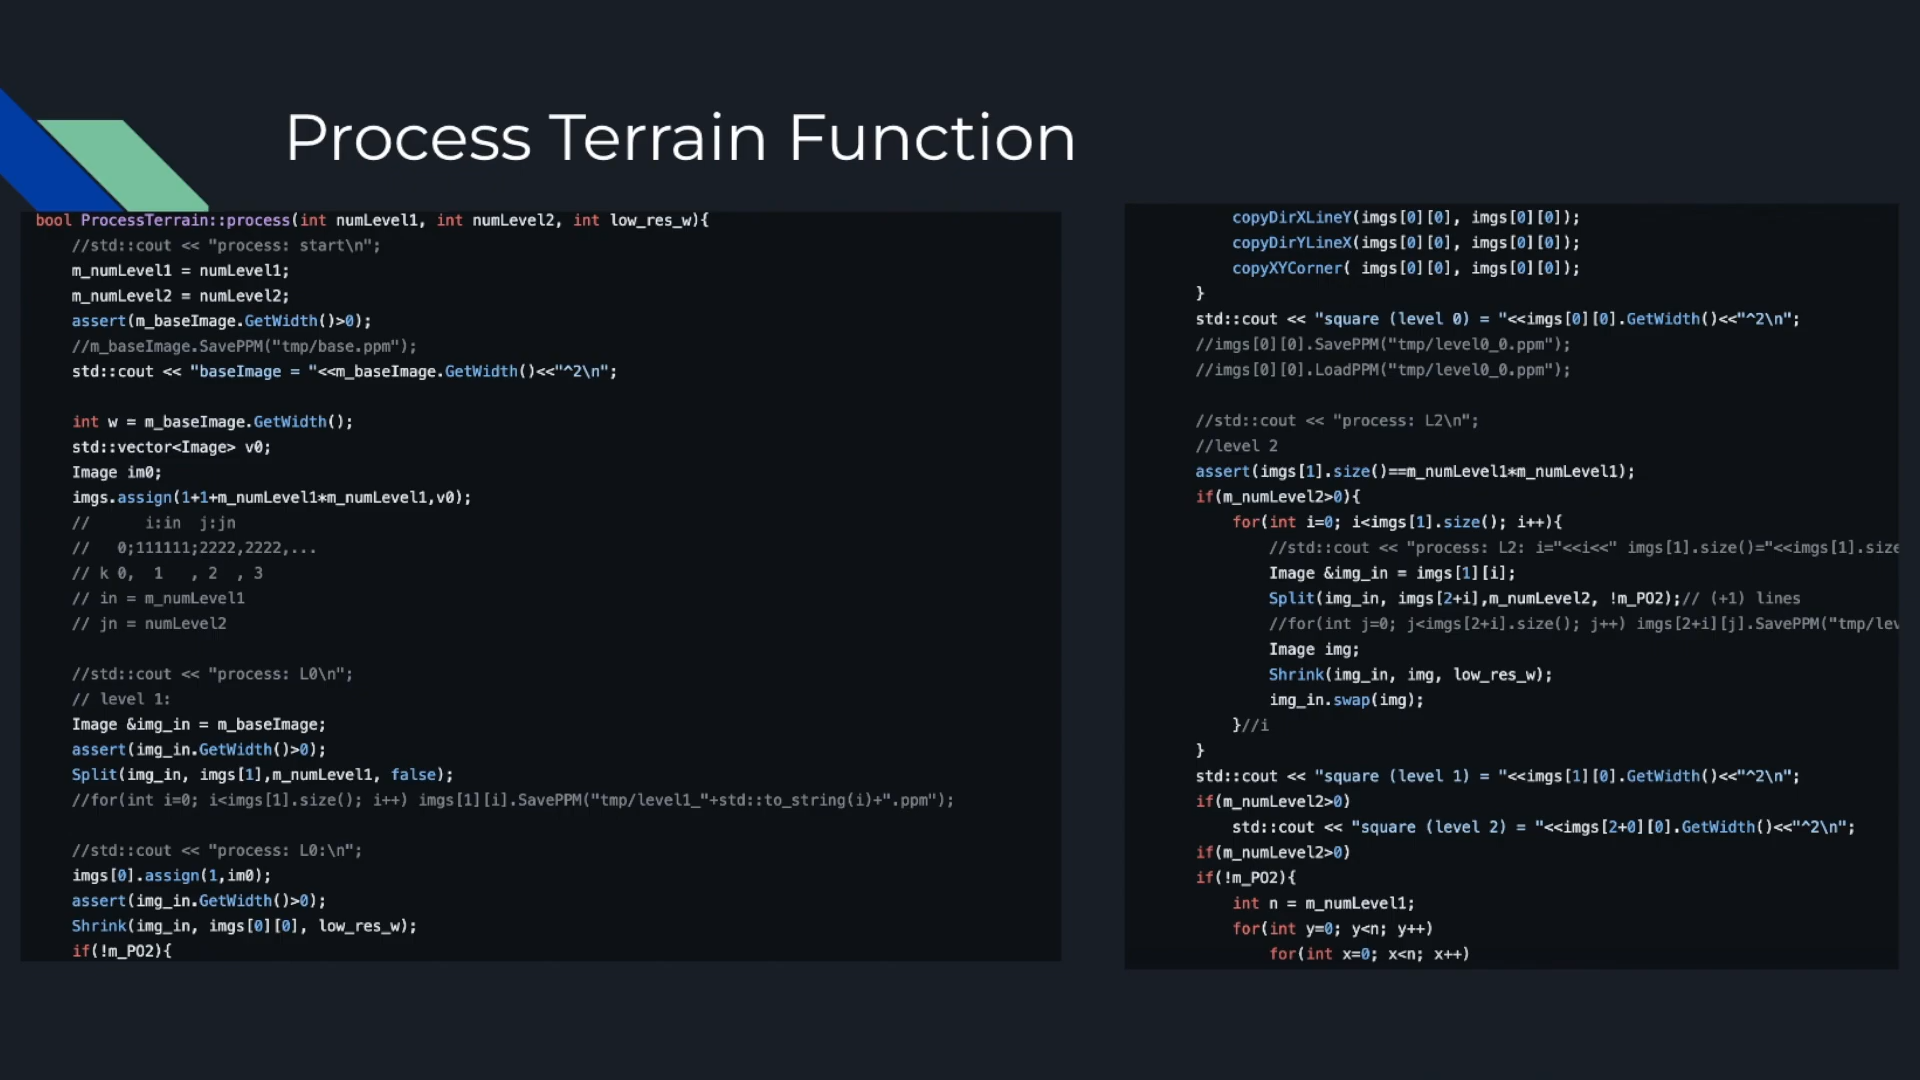 Process Terrain Function
bool ProcessTerrain::process(int numLevel1, int numLevel2, int low_res_w){
//std::cout << "process: start\n";
m_numLevel1 = numLevel1;
m_numLevel2 = numLevel2;
assert(m_baseImage.GetWidth()>0);
//m_baseImage.SavePPM("tmp/base.ppm");
std::cout << "baseImage = "<<m_baseImage.GetWidth()<<"^2\n";
int w = m_baseImage.GetWidth();
std::vector<Image> v0;
Image im0;
imgs.assign(1+1+m_numLevel1*m_numLevel1,v0);
//      i:in  j:jn
//   0;111111;2222,2222,...
// k 0,  1   , 2  , 3
// in = m_numLevel1
// jn = numLevel2
//std::cout << "process: L0\n";
// level 1:
Image &img_in = m_baseImage;
assert(img_in.GetWidth()>0);
Split(img_in, imgs[1],m_numLevel1, false);
//for(int i=0; i<imgs[1].size(); i++) imgs[1][i].SavePPM("tmp/level1_"+std::to_string(i)+".ppm");
//std::cout << "process: L0:\n";
imgs[0].assign(1,im0);
assert(img_in.GetWidth()>0);
Shrink(img_in, imgs[0][0], low_res_w);
if(!m_PO2){
copyDirXLineY(imgs[0][0], imgs[0][0]);
copyDirYLineX(imgs[0][0], imgs[0][0]);
copyXYCorner( imgs[0][0], imgs[0][0]);
}
std::cout << "square (level 0) = "<<imgs[0][0].GetWidth()<<"^2\n";
//imgs[0][0].SavePPM("tmp/level0_0.ppm");
//imgs[0][0].LoadPPM("tmp/level0_0.ppm");
//std::cout << "process: L2\n";
//level 2
assert(imgs[1].size()==m_numLevel1*m_numLevel1);
if(m_numLevel2>0){
for(int i=0; i<imgs[1].size(); i++){
//std::cout << "process: L2: i="<<i<<" imgs[1].size()="<<imgs[1].size
Image &img_in = imgs[1][i];
Split(img_in, imgs[2+i],m_numLevel2, !m_PO2);// (+1) lines
//for(int j=0; j<imgs[2+i].size(); j++) imgs[2+i][j].SavePPM("tmp/lev
Image img;
Shrink(img_in, img, low_res_w);
img_in.swap(img);
}//i
}
std::cout << "square (level 1) = "<<imgs[1][0].GetWidth()<<"^2\n";
if(m_numLevel2>0)
std::cout << "square (level 2) = "<<imgs[2+0][0].GetWidth()<<"^2\n";
if(m_numLevel2>0)
if(!m_PO2){
int n = m_numLevel1;
for(int y=0; y<n; y++)
for(int x=0; x<n; x++)